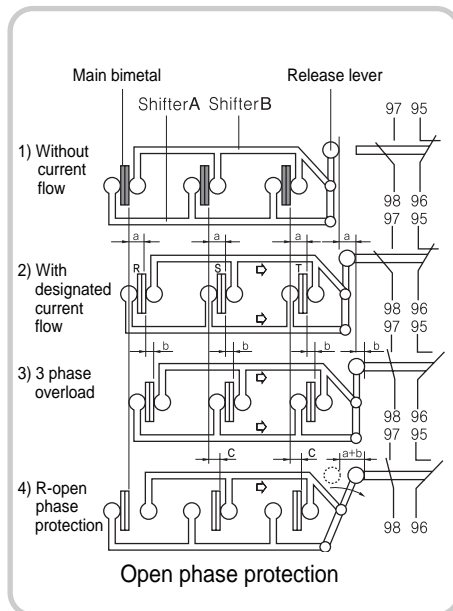 Main bimetal Release lever
ShifterA ShifterB
97 95
1) Without
current
flow
98 96
97 95
a a a a
R S T
2) With
designated
current
flow
98 96
97 95
b b b b
3) 3 phase
overload
98 96
97 95
C C a+b
4) R-open
phase
protection
98 96
Open phase protection